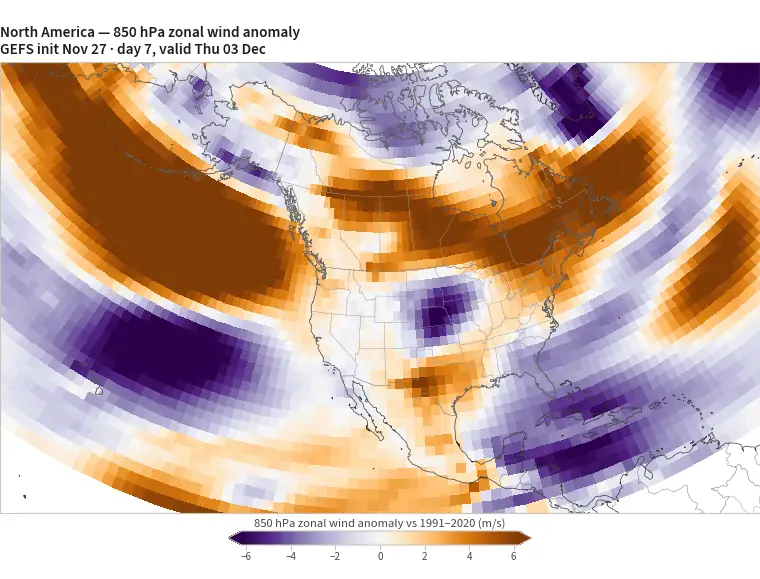 North America — 850 hPa zonal wind anomaly
GEFS init Nov 27 · day 7, valid Thu 03 Dec
850 hPa zonal wind anomaly vs 1991−2020 (m/s)
−6 −4 −2 0 2 4 6